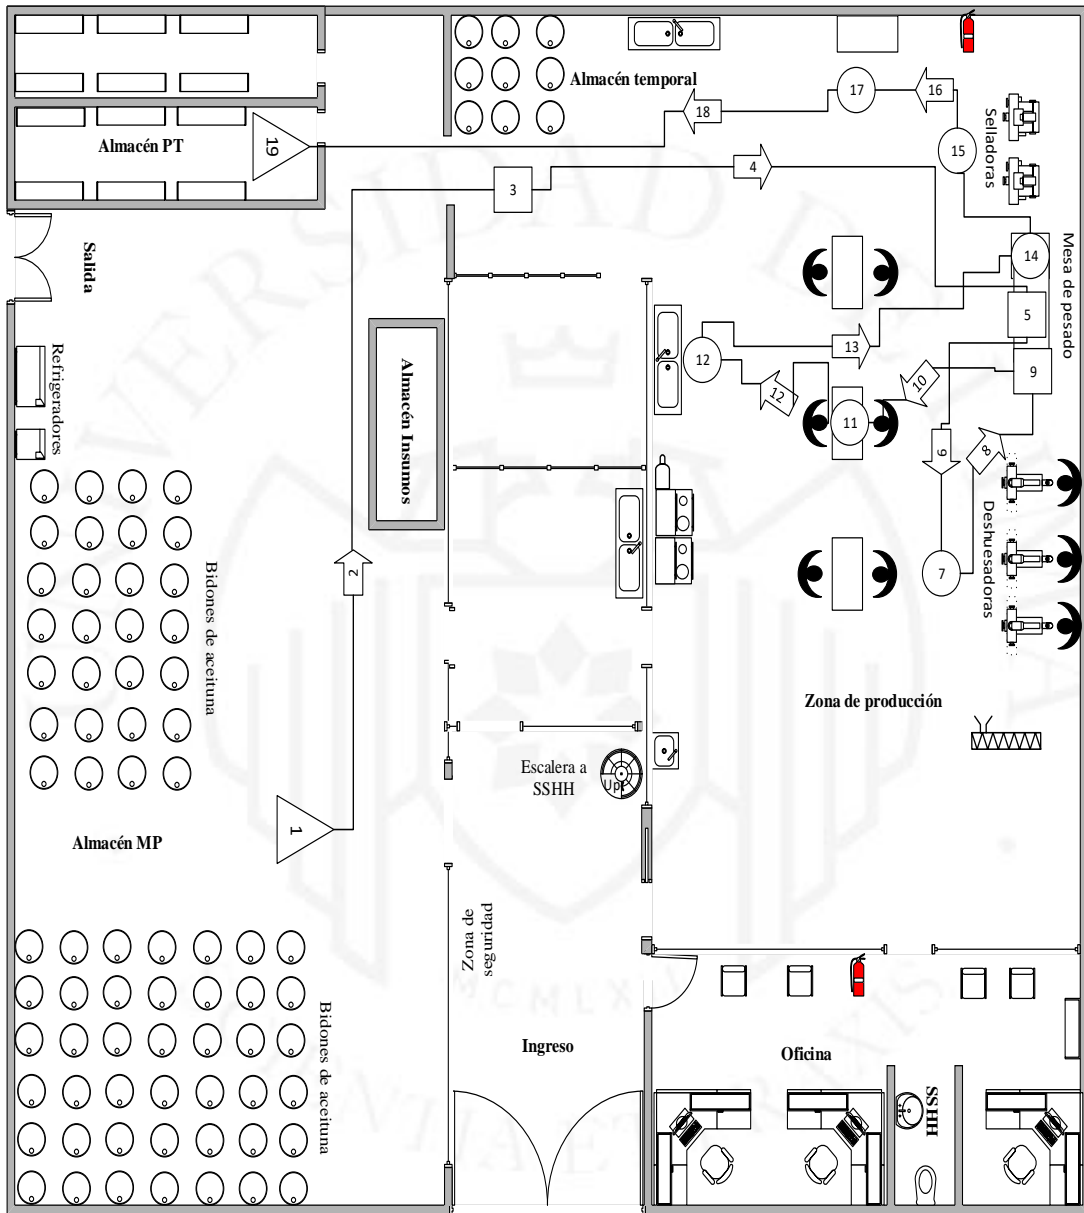 Almacén temporal
17
16
18
Selladoras
Almacén PT
19
15
3
4
Salida
Mesa de pesado
14
5
Refrigeradores
Almacén Insumos
12
13
9
12
10
11
6
8
Deshuesadoras
7
2
Bidones de aceituna
Zona de producción
Escalera a
SSHH
Up
1
Almacén MP
Zona de
seguridad
Bidones de aceituna
Ingreso
Oficina
SSHH
MCMLX